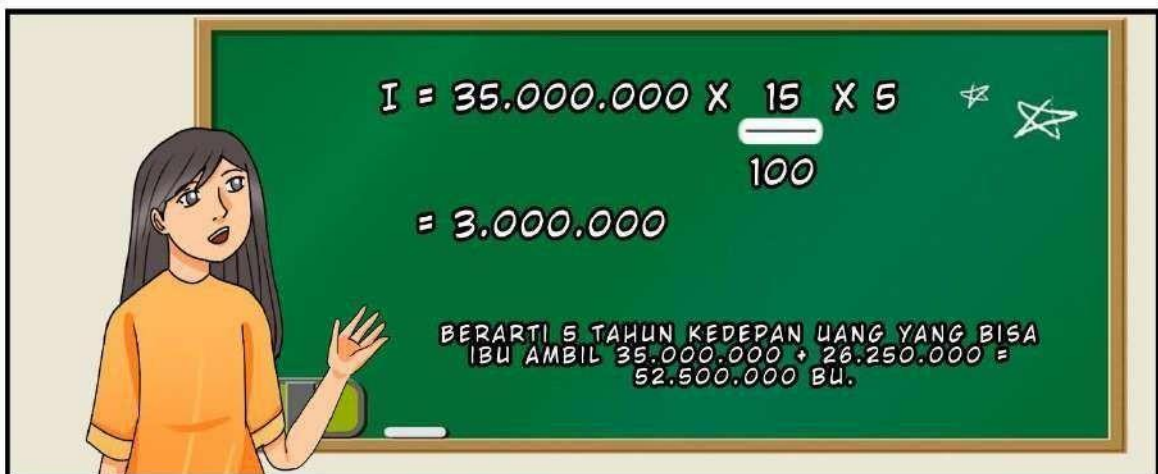 I = 35.000.000 X 15 X 5
100
= 3.000.000
BERARTI 5 TAHUN KEDEPAN UANG YANG BISA
IBU AMBIL 35.000.000 + 26.250.000 =
52.500.000 BU.